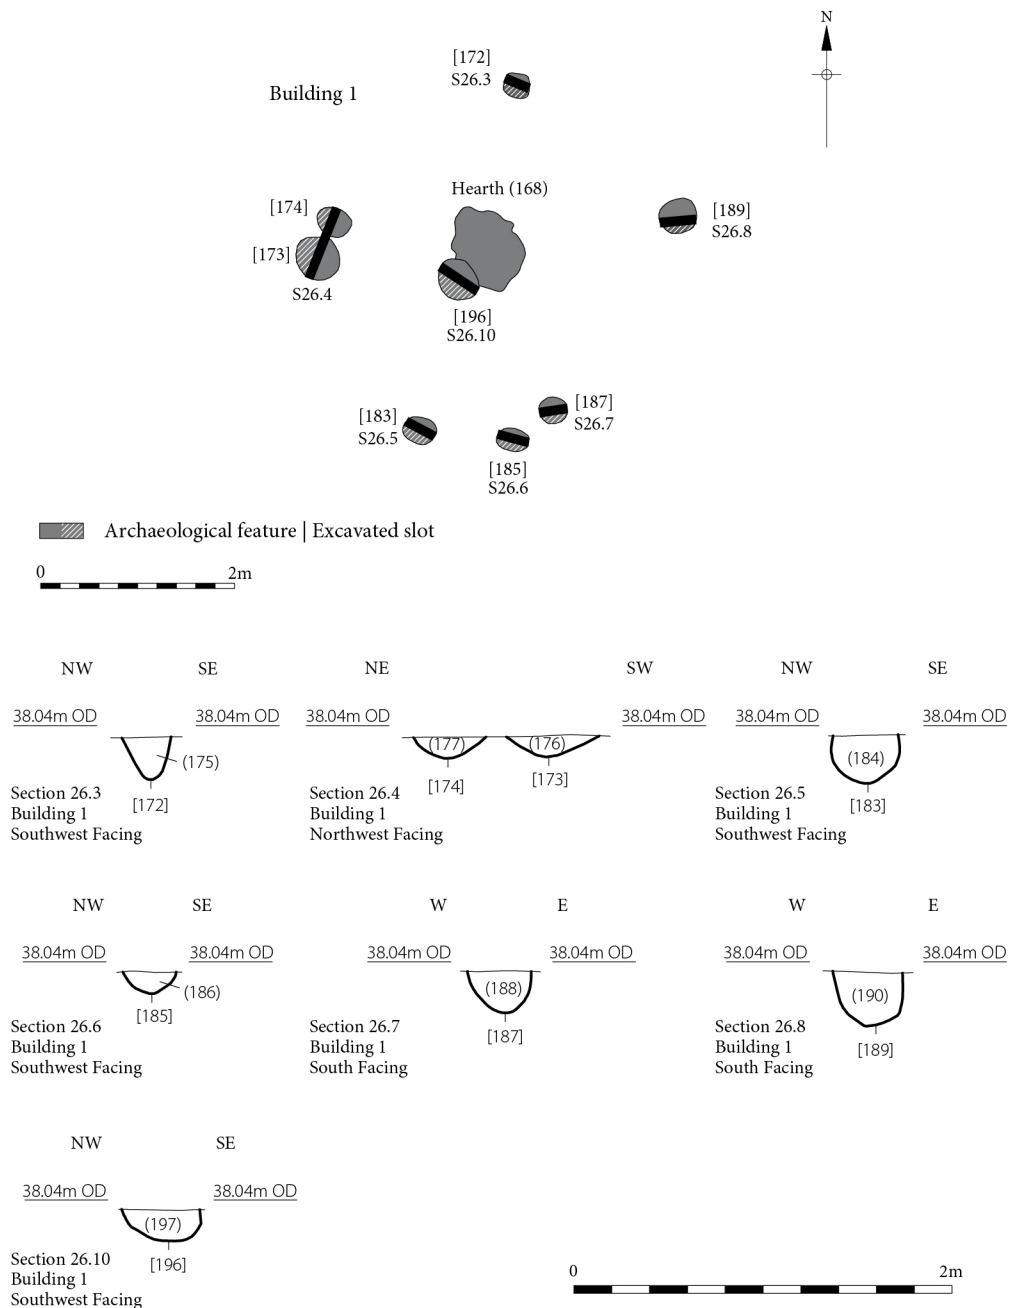 N
[172]
S26.3
Building 1
Hearth (168)
[174]
[189]
S26.8
[173]
S26.4
[196]
S26.10
[187]
S26.7
[183]
S26.5
[185]
S26.6
Archaeological feature | Excavated slot
0 2m
NW SE
38.04m OD 38.04m OD
(175)
[172]
Section 26.3
Building 1
Southwest Facing
NE SW
38.04m OD 38.04m OD
(177) (176)
[174] [173]
Section 26.4
Building 1
Northwest Facing
NW SE
38.04m OD 38.04m OD
(184)
[183]
Section 26.5
Building 1
Southwest Facing
NW SE
38.04m OD 38.04m OD
(186)
[185]
Section 26.6
Building 1
Southwest Facing
W E
38.04m OD 38.04m OD
(188)
[187]
Section 26.7
Building 1
South Facing
W E
38.04m OD 38.04m OD
(190)
[189]
Section 26.8
Building 1
South Facing
NW SE
38.04m OD 38.04m OD
(197)
[196]
Section 26.10
Building 1
Southwest Facing
0 2m